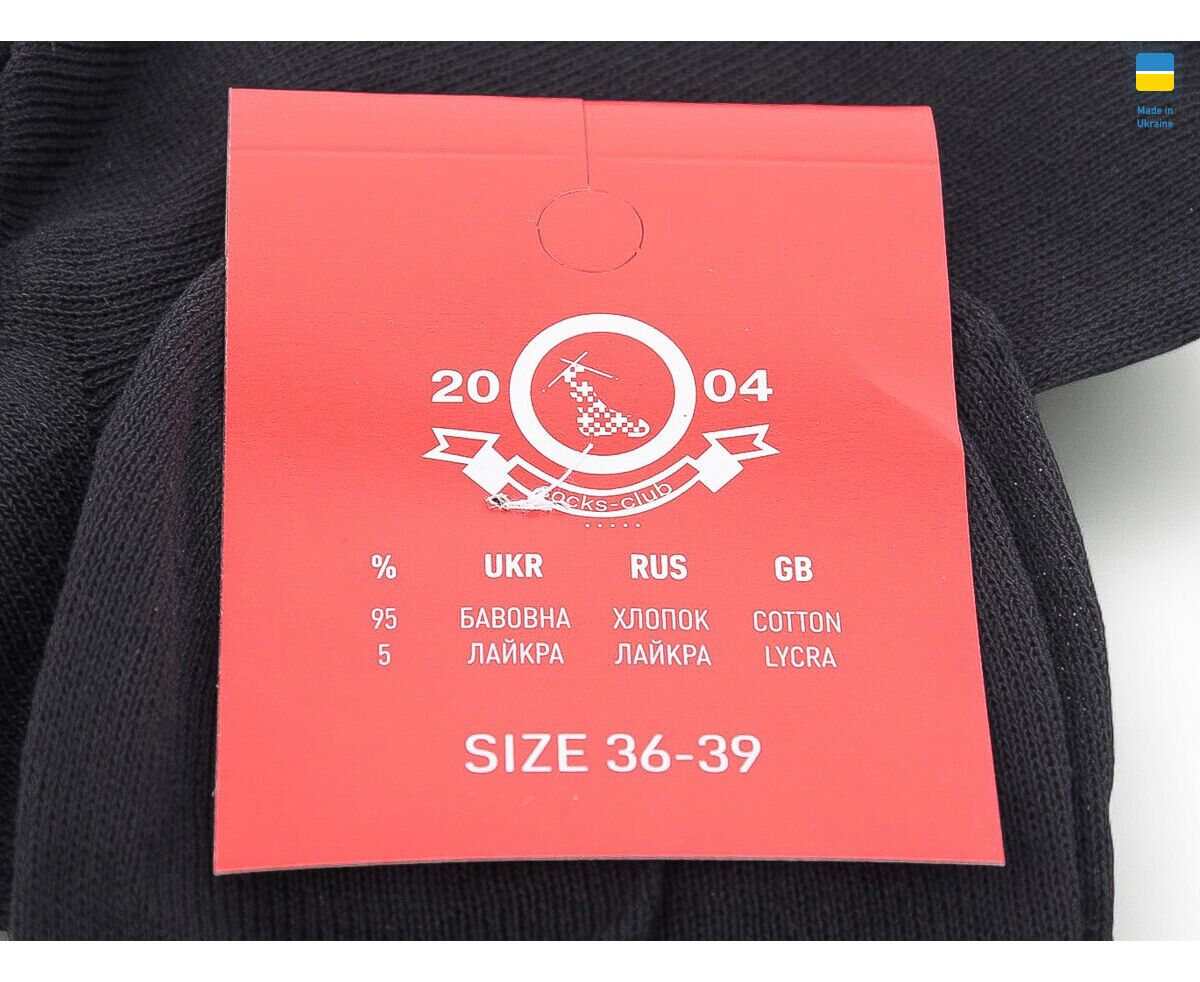 Made in
Ukraine
20 04
socks-club
% UKR RUS GB
95 БАВОВНА ХЛОПОК COTTON
5 ЛАЙКРА ЛАЙКРА LYCRA
SIZE 36-39